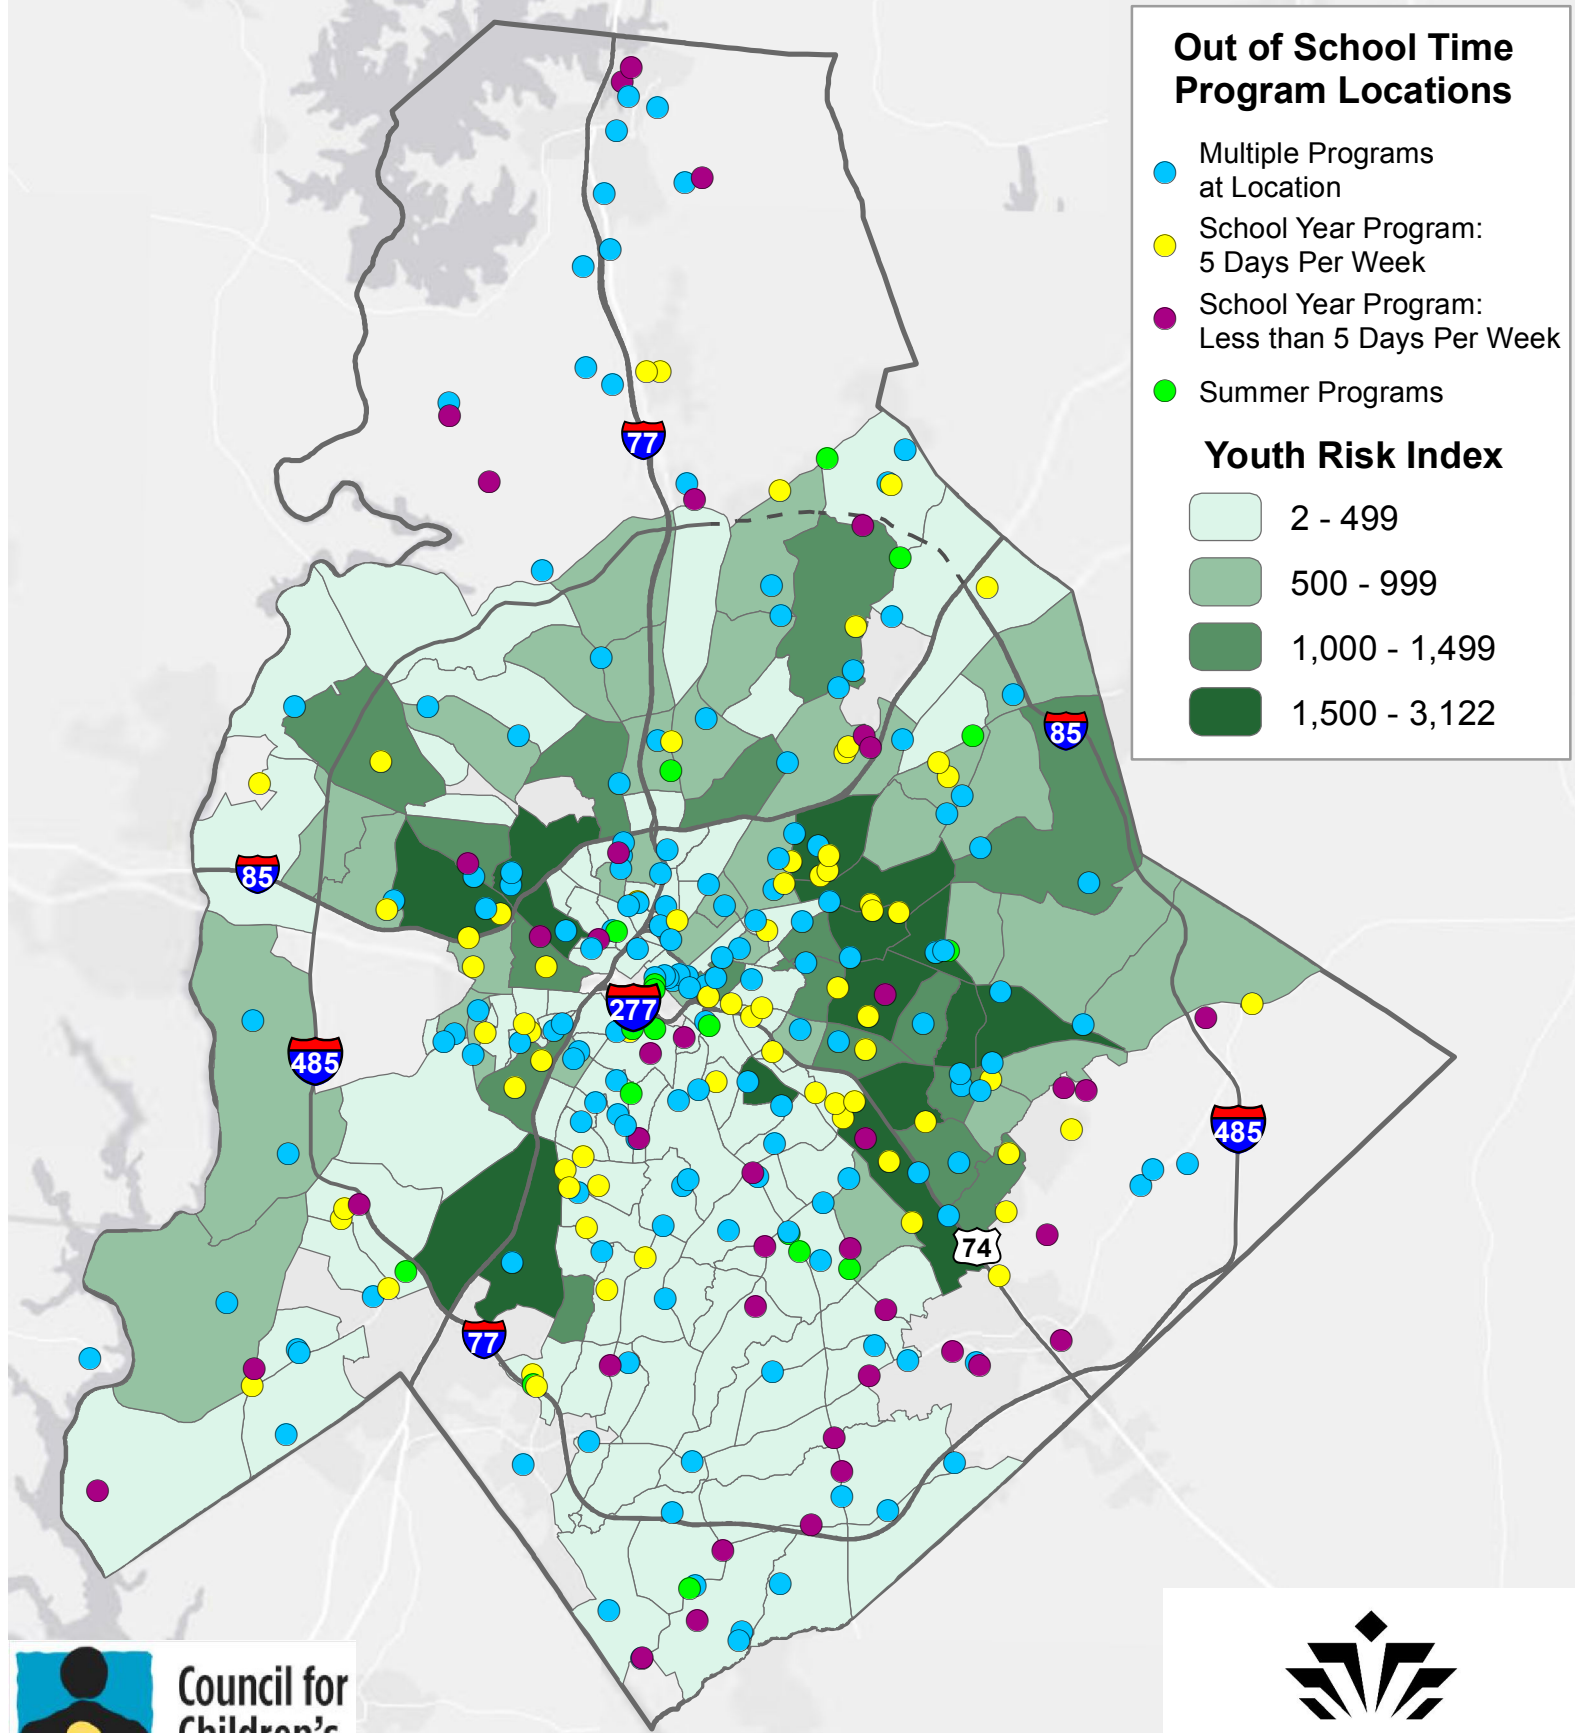 Out of School Time
Program Locations
Multiple Programs
at Location
School Year Program:
5 Days Per Week
School Year Program:
Less than 5 Days Per Week
Summer Programs
Youth Risk Index
2 - 499
500 - 999
1,000 - 1,499
1,500 - 3,122
77
85
85
277
485
485
74
77
Council for
Children's